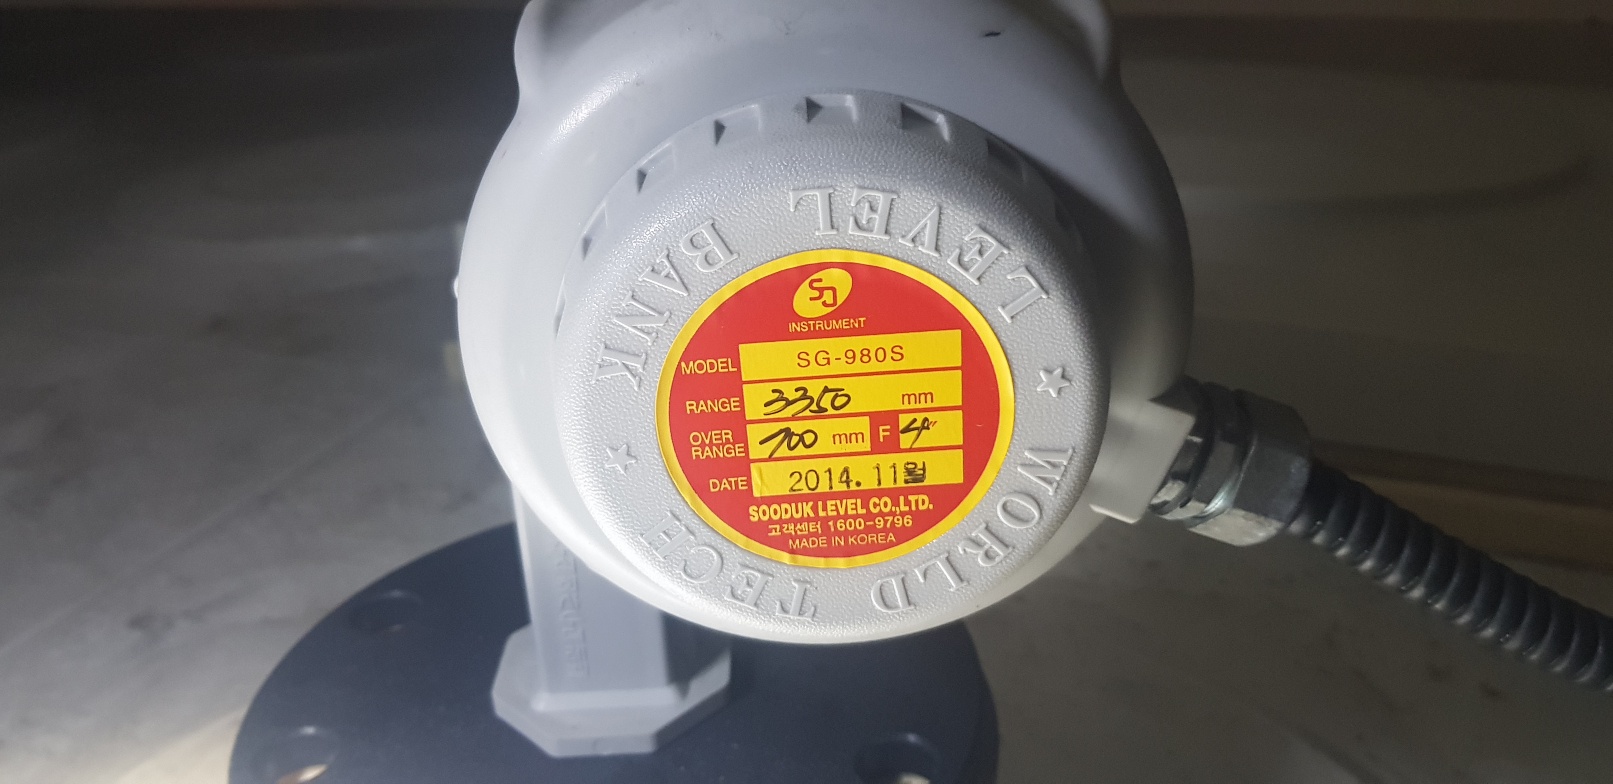 LEVEL BANK
WORLD TECH
SD
INSTRUMENT
MODEL SG-980S
RANGE 3350 mm
OVER RANGE 700 mm F 4"
DATE 2014.11월
SOODUK LEVEL CO.,LTD.
고객센터 1600-9796
MADE IN KOREA